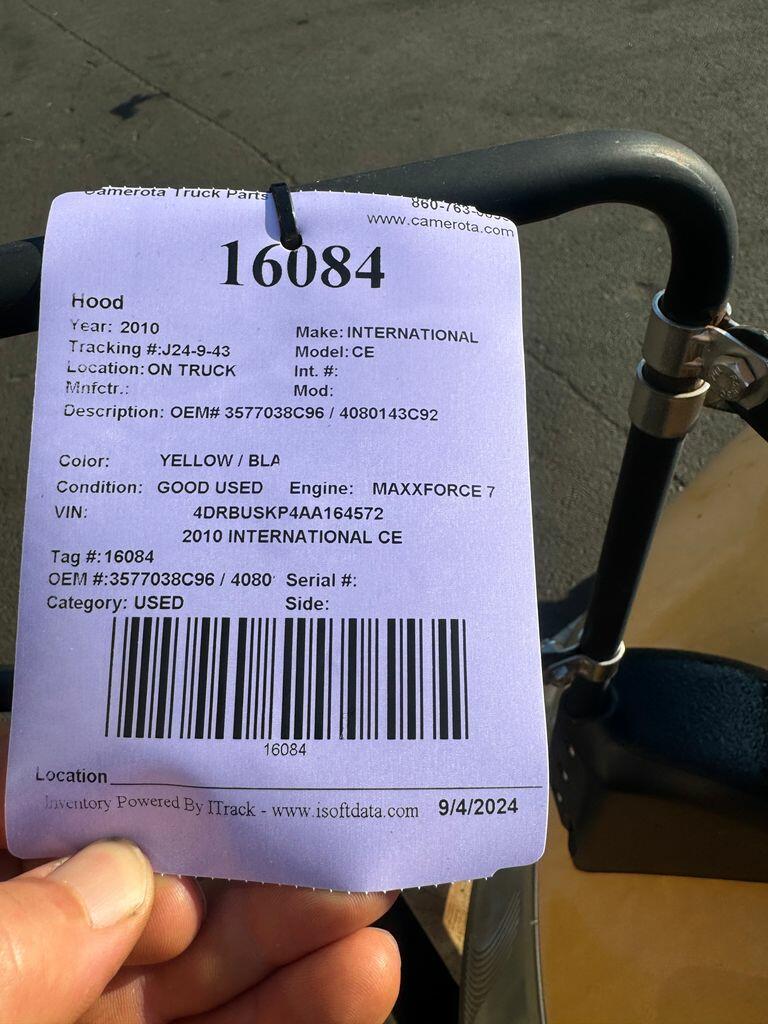 Camerota Truck Parts
860-763-
www.camerota.com
16084
Hood
Year: 2010 Make: INTERNATIONAL
Tracking #:J24-9-43 Model: CE
Location: ON TRUCK Int. #:
Mnfctr.: Mod:
Description: OEM# 3577038C96 / 4080143C92
Color: YELLOW / BLA
Condition: GOOD USED Engine: MAXXFORCE 7
VIN: 4DRBUSKP4AA164572
2010 INTERNATIONAL CE
Tag #:16084
OEM #:3577038C96 / 4080 Serial #:
Category: USED Side:
16084
Location
Inventory Powered By ITrack - www.isoftdata.com 9/4/2024